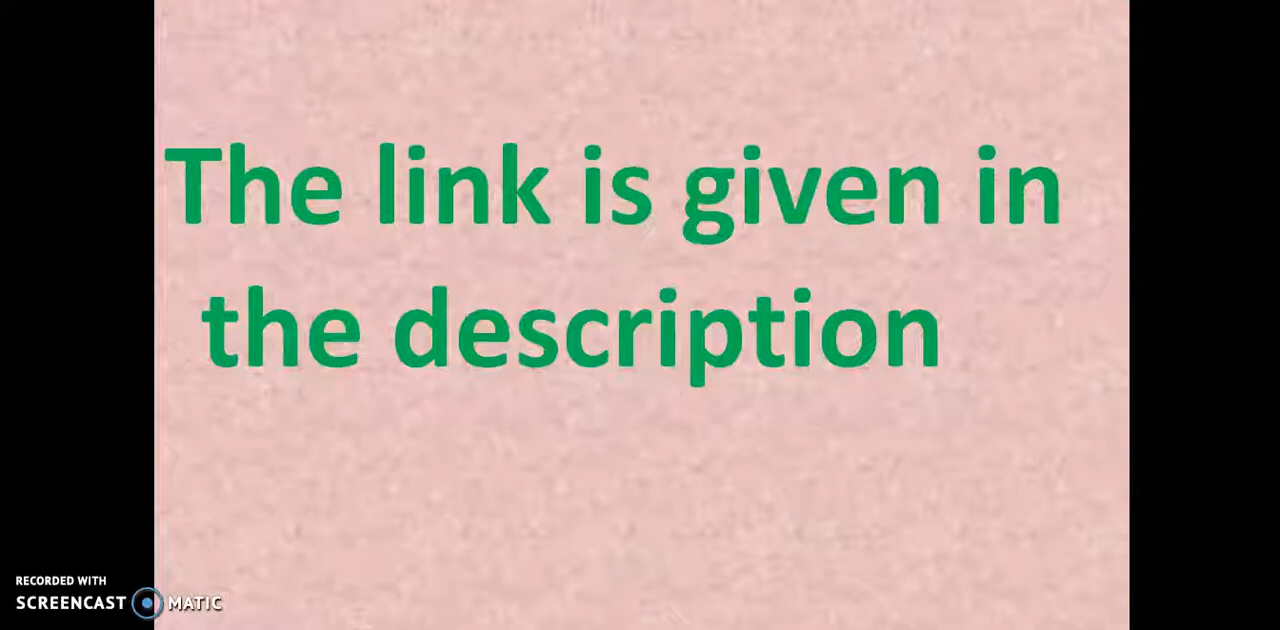 The link is given in
the description
RECORDED WITH
SCREENCAST MATIC